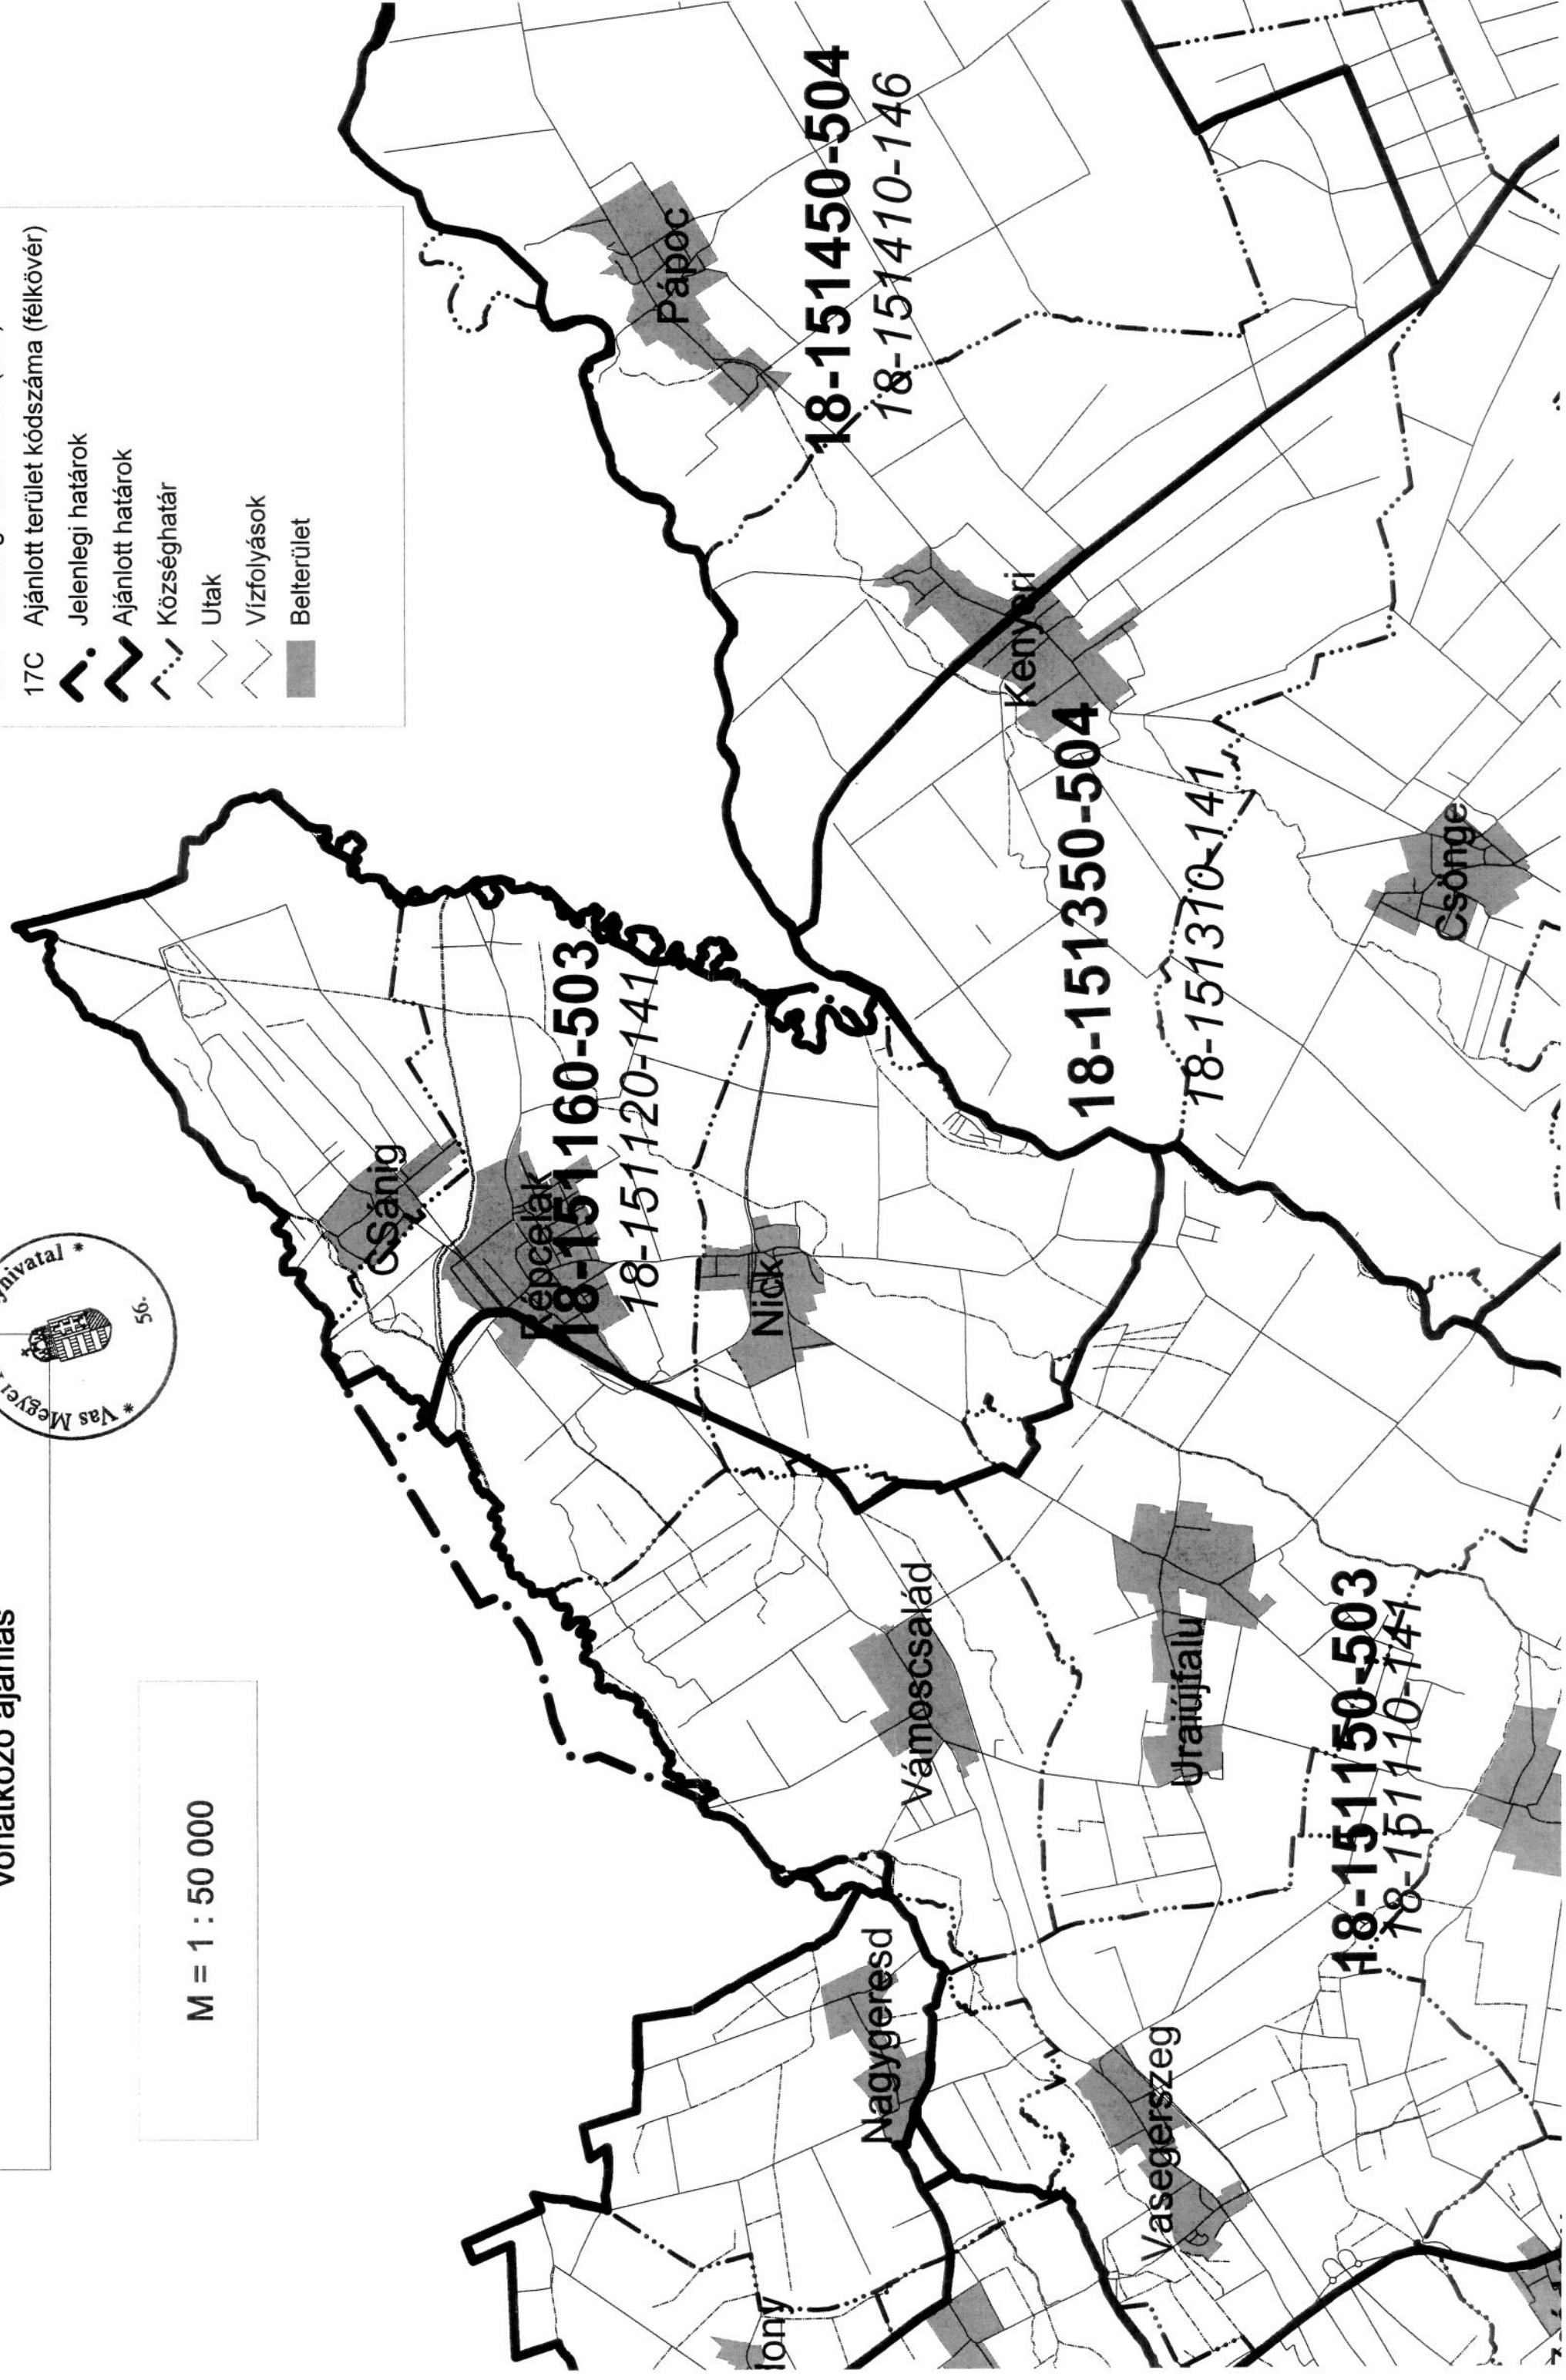 vonatkozó ajánlás
M = 1 : 50 000
* Vas Megyei
nivatal *
56.
17C Ajánlott terület kódszáma (félkövér)
Jelenlegi határok
Ajánlott határok
Községhatár
Utak
Vízfolyások
Belterület
CSánig
Répcelak
18-151160-503
18-151120-141
Nick
Pápoc
18-151450-504
18-151410-146
Kenyeri
18-151350-504
18-151310-141
Csönge
Nagygeresd
Vámoscsalád
Uraiújfalu
Vasegerszeg
18-151150-503
18-151110-141
lony